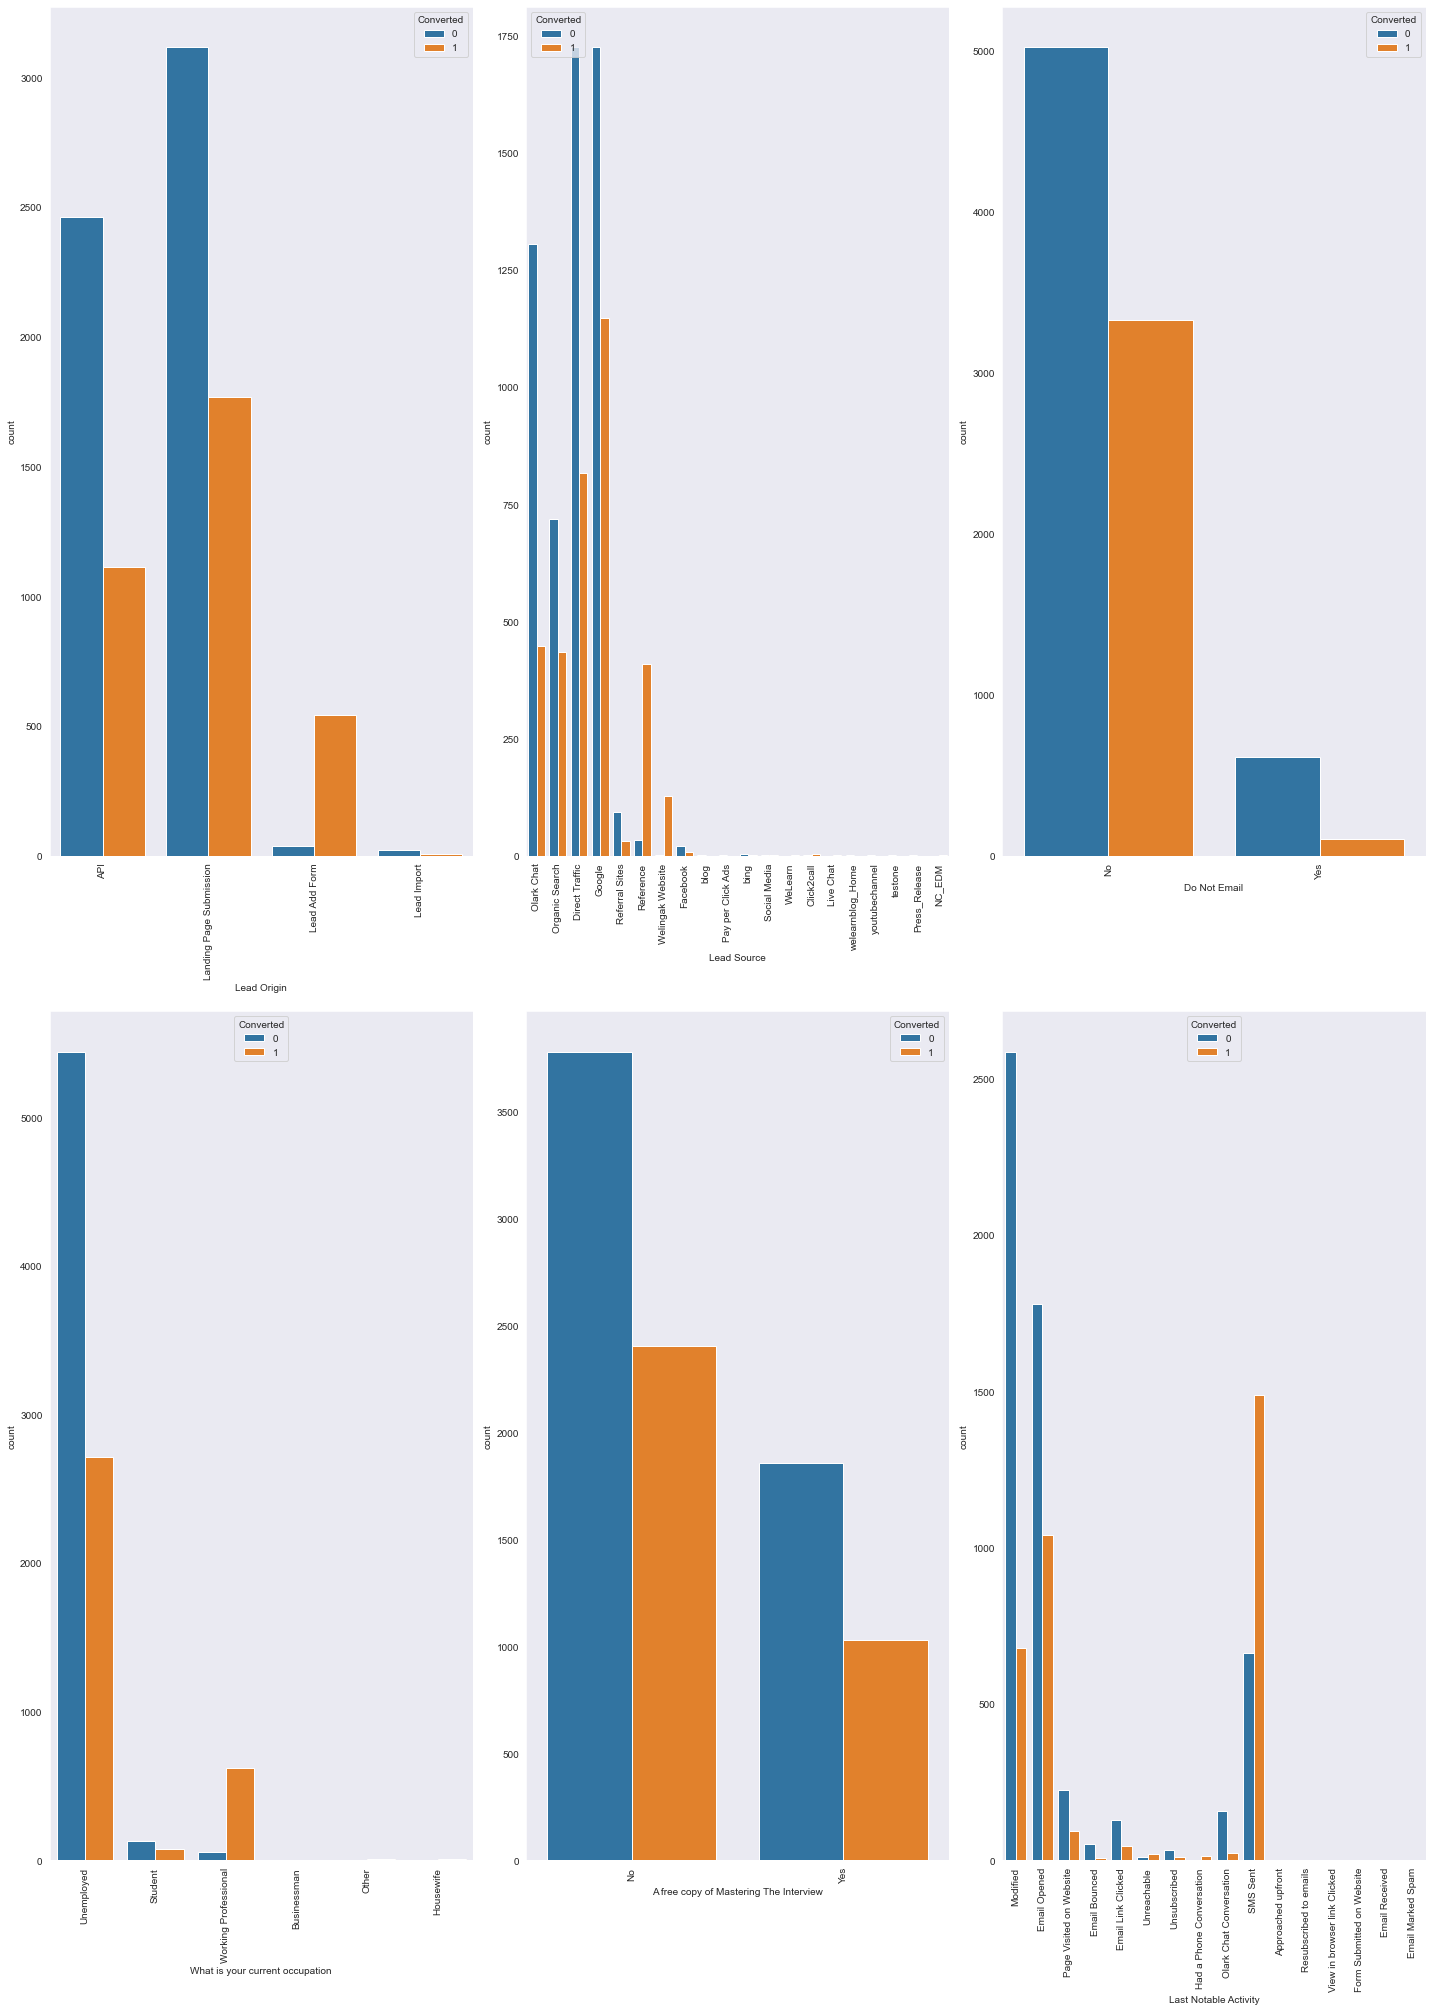 Converted
0
1
3000
2500
2000
1500
1000
500
0
count
API
Landing Page Submission
Lead Add Form
Lead Import
Lead Origin
Converted
0
1
1750
1500
1250
1000
750
500
250
0
count
Olark Chat
Organic Search
Direct Traffic
Google
Referral Sites
Reference
Welingak Website
Facebook
blog
Pay per Click Ads
bing
Social Media
WeLearn
Click2call
Live Chat
welearnblog_Home
youtubechannel
testone
Press_Release
NC_EDM
Lead Source
Converted
0
1
5000
4000
3000
2000
1000
0
count
No
Yes
Do Not Email
Converted
0
1
5000
4000
3000
2000
1000
0
count
Unemployed
Student
Working Professional
Businessman
Other
Housewife
What is your current occupation
Converted
0
1
3500
3000
2500
2000
1500
1000
500
0
count
No
Yes
A free copy of Mastering The Interview
Converted
0
1
2500
2000
1500
1000
500
0
count
Modified
Email Opened
Page Visited on Website
Email Bounced
Email Link Clicked
Unreachable
Unsubscribed
Had a Phone Conversation
Olark Chat Conversation
SMS Sent
Approached upfront
Resubscribed to emails
View in browser link Clicked
Form Submitted on Website
Email Received
Email Marked Spam
Last Notable Activity